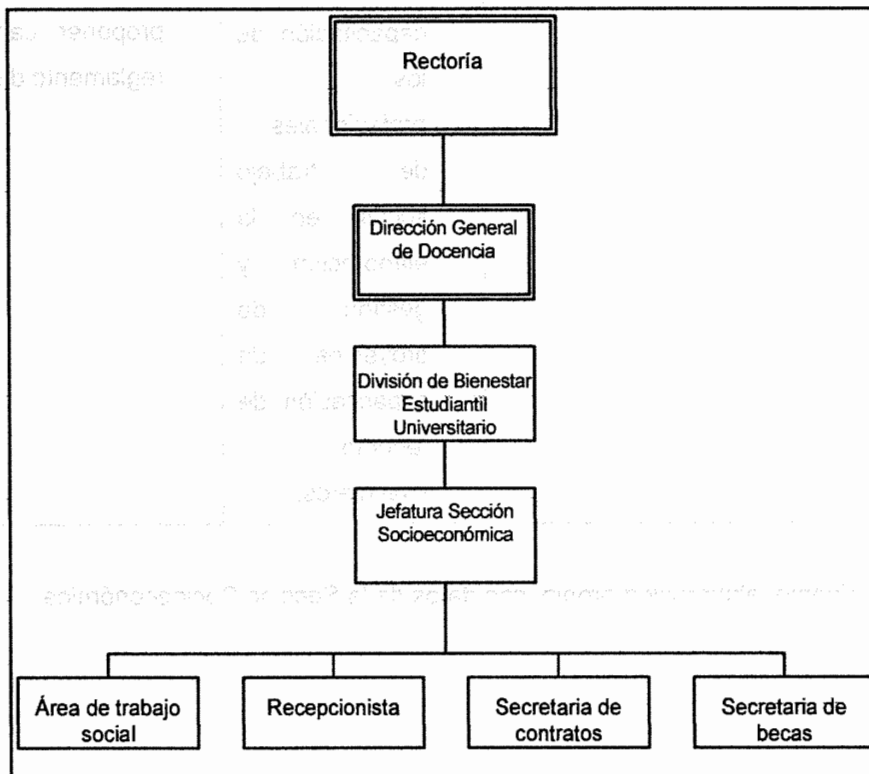 Rectoría
Dirección General
de Docencia
División de Bienestar
Estudiantil
Universitario
Jefatura Sección
Socioeconómica
Área de trabajo
social
Recepcionista
Secretaria de
contratos
Secretaria de
becas